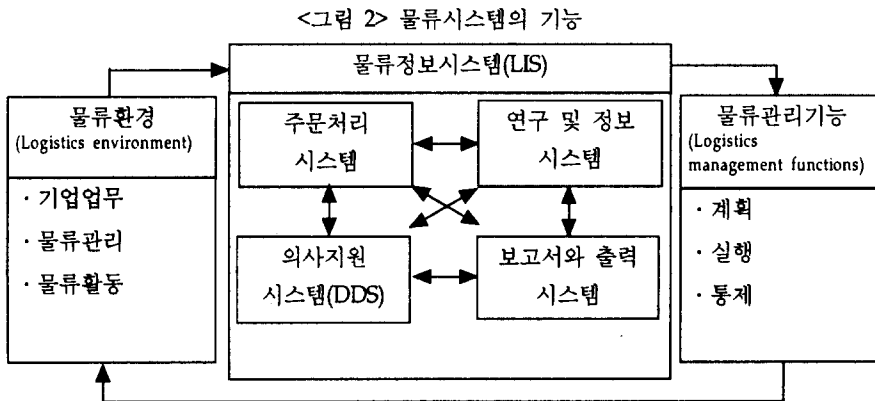 <그림 2> 물류시스템의 기능
물류정보시스템(LIS)
물류환경
(Logistics environment)
· 기업업무
· 물류관리
· 물류활동
주문처리
시스템
연구 및 정보
시스템
의사지원
시스템(DDS)
보고서와 출력
시스템
물류관리기능
(Logistics
management functions)
· 계획
· 실행
· 통제